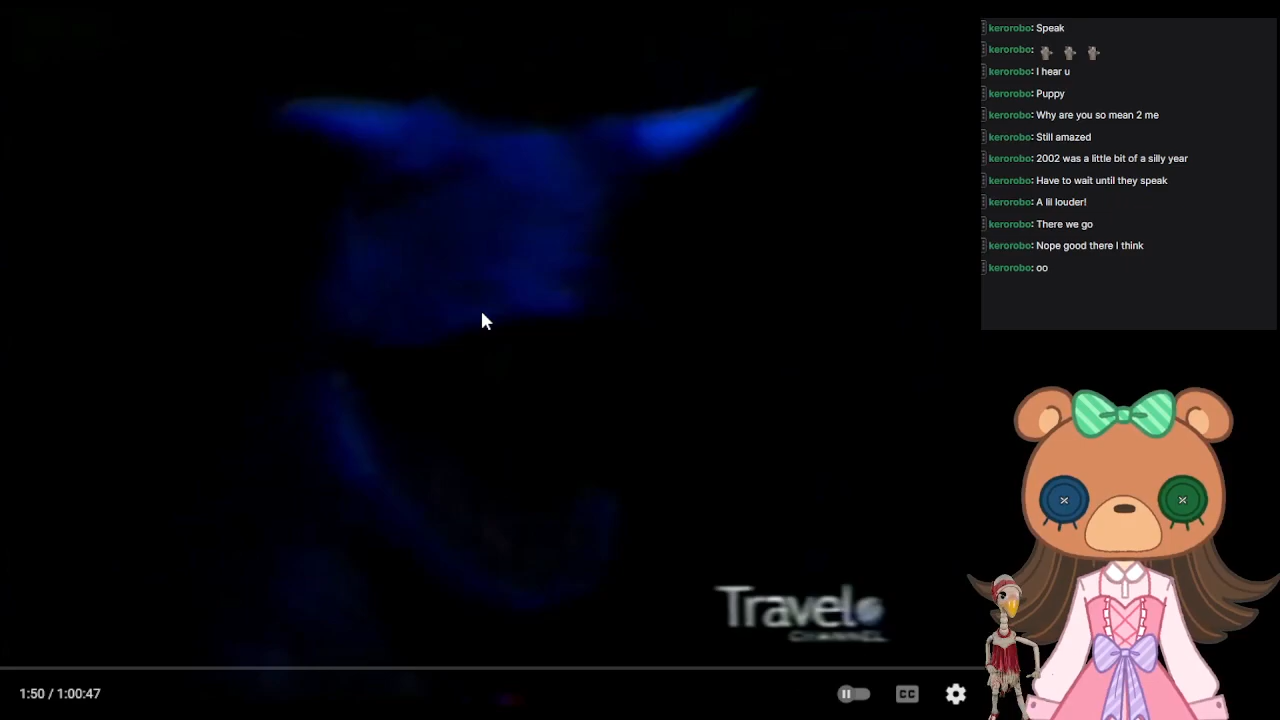 kerorobo: Speak
kerorobo:
kerorobo: I hear u
kerorobo: Puppy
kerorobo: Why are you so mean 2 me
kerorobo: Still amazed
kerorobo: 2002 was a little bit of a silly year
kerorobo: Have to wait until they speak
kerorobo: A lil louder!
kerorobo: There we go
kerorobo: Nope good there I think
kerorobo: oo
Travel
CHANNEL
1:50 / 1:00:47
CC